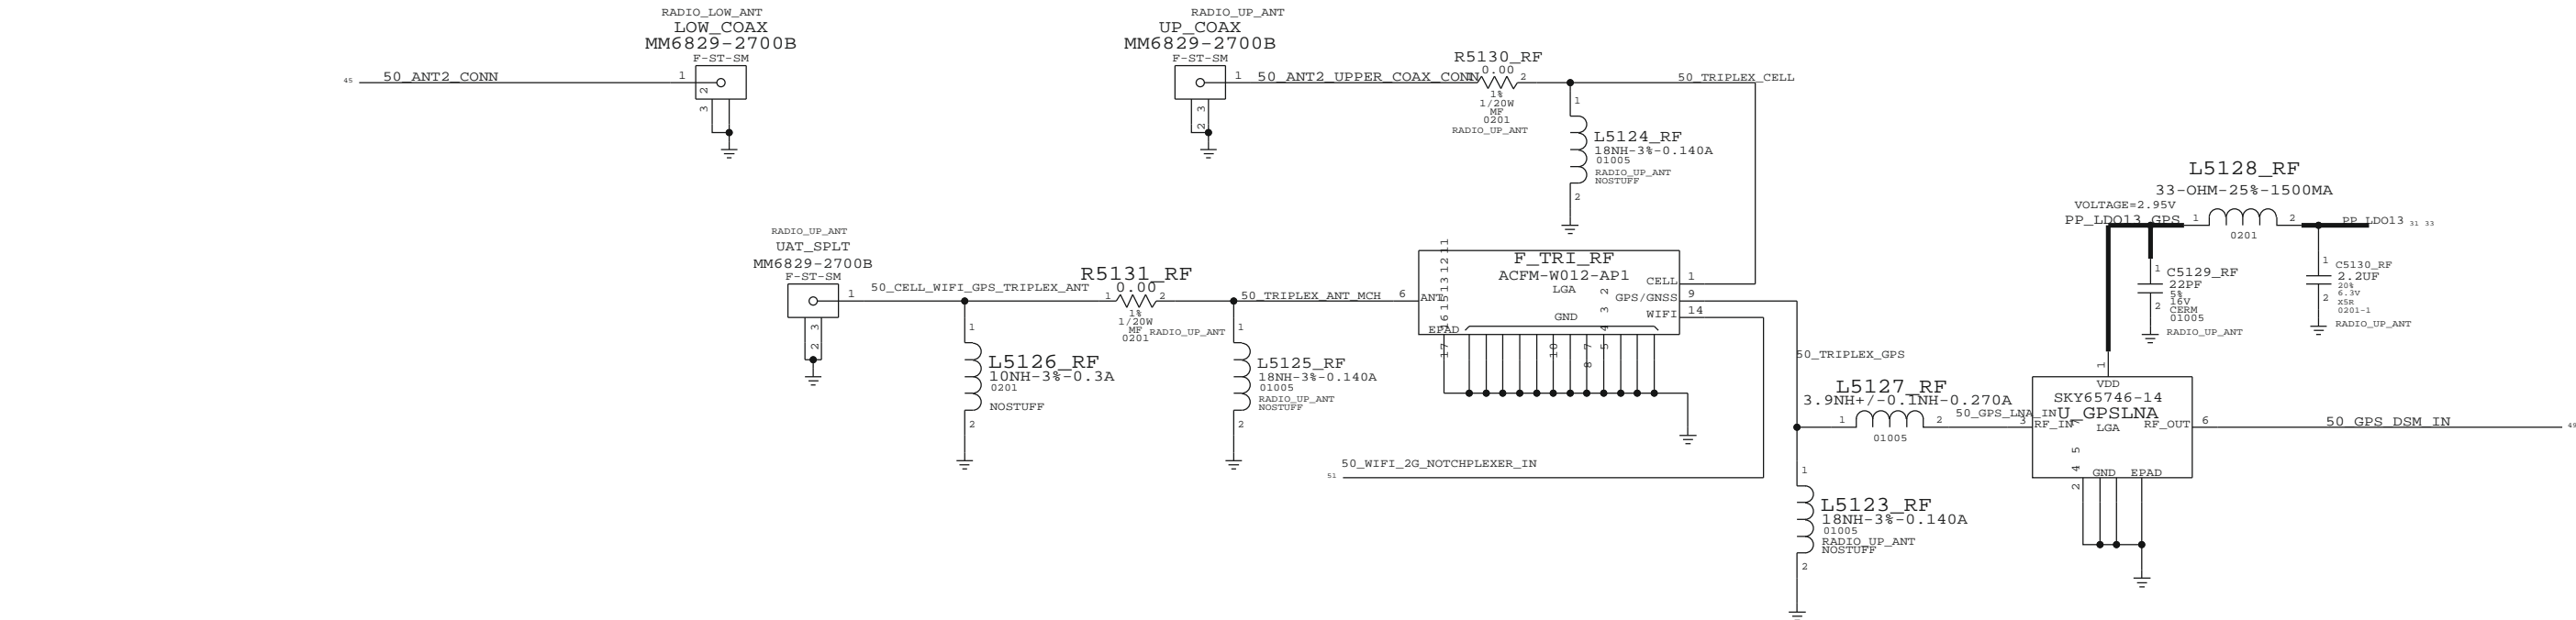 RADIO_LOW_ANT
LOW_COAX
MM6829-2700B
F-ST-SM
45
50_ANT2_CONN
1
2
3
RADIO_UP_ANT
UP_COAX
MM6829-2700B
F-ST-SM
1
3
2
50_ANT2_UPPER_COAX_CONN
R5130_RF
0.00
1
2
1%
1/20W
MF
0201
RADIO_UP_ANT
50_TRIPLEX_CELL
1
L5124_RF
18NH-3%-0.140A
01005
RADIO_UP_ANT
NOSTUFF
2
L5128_RF
33-OHM-25%-1500MA
VOLTAGE=2.95V
PP_LDO13_GPS
1
2
0201
PP_LDO13
31 33
1
C5129_RF
22PF
5%
16V
CERM
01005
2
RADIO_UP_ANT
1
C5130_RF
2.2UF
20%
6.3V
X5R
0201-1
2
RADIO_UP_ANT
RADIO_UP_ANT
UAT_SPLT
MM6829-2700B
F-ST-SM
1
3
2
50_CELL_WIFI_GPS_TRIPLEX_ANT
R5131_RF
0.00
1
2
1%
1/20W
MF
0201
RADIO_UP_ANT
50_TRIPLEX_ANT_MCH
6
1
L5126_RF
10NH-3%-0.3A
0201
NOSTUFF
2
1
L5125_RF
18NH-3%-0.140A
01005
RADIO_UP_ANT
NOSTUFF
2
F_TRI_RF
ACFM-W012-AP1
LGA
ANT
CELL
1
GPS/GNSS
9
WIFI
14
GND
EPAD
11
12
13
15
16
17
10
8
7
5
4
3
2
50_TRIPLEX_GPS
L5127_RF
3.9NH+/-0.1NH-0.270A
1
2
01005
50_GPS_LNA_IN
3
1
VDD
SKY65746-14
U_GPSLNA
LGA
RF_IN
RF_OUT
6
GND
EPAD
5
4
2
7
50_GPS_DSM_IN
49
50_WIFI_2G_NOTCHPLEXER_IN
51
1
L5123_RF
18NH-3%-0.140A
01005
RADIO_UP_ANT
NOSTUFF
2